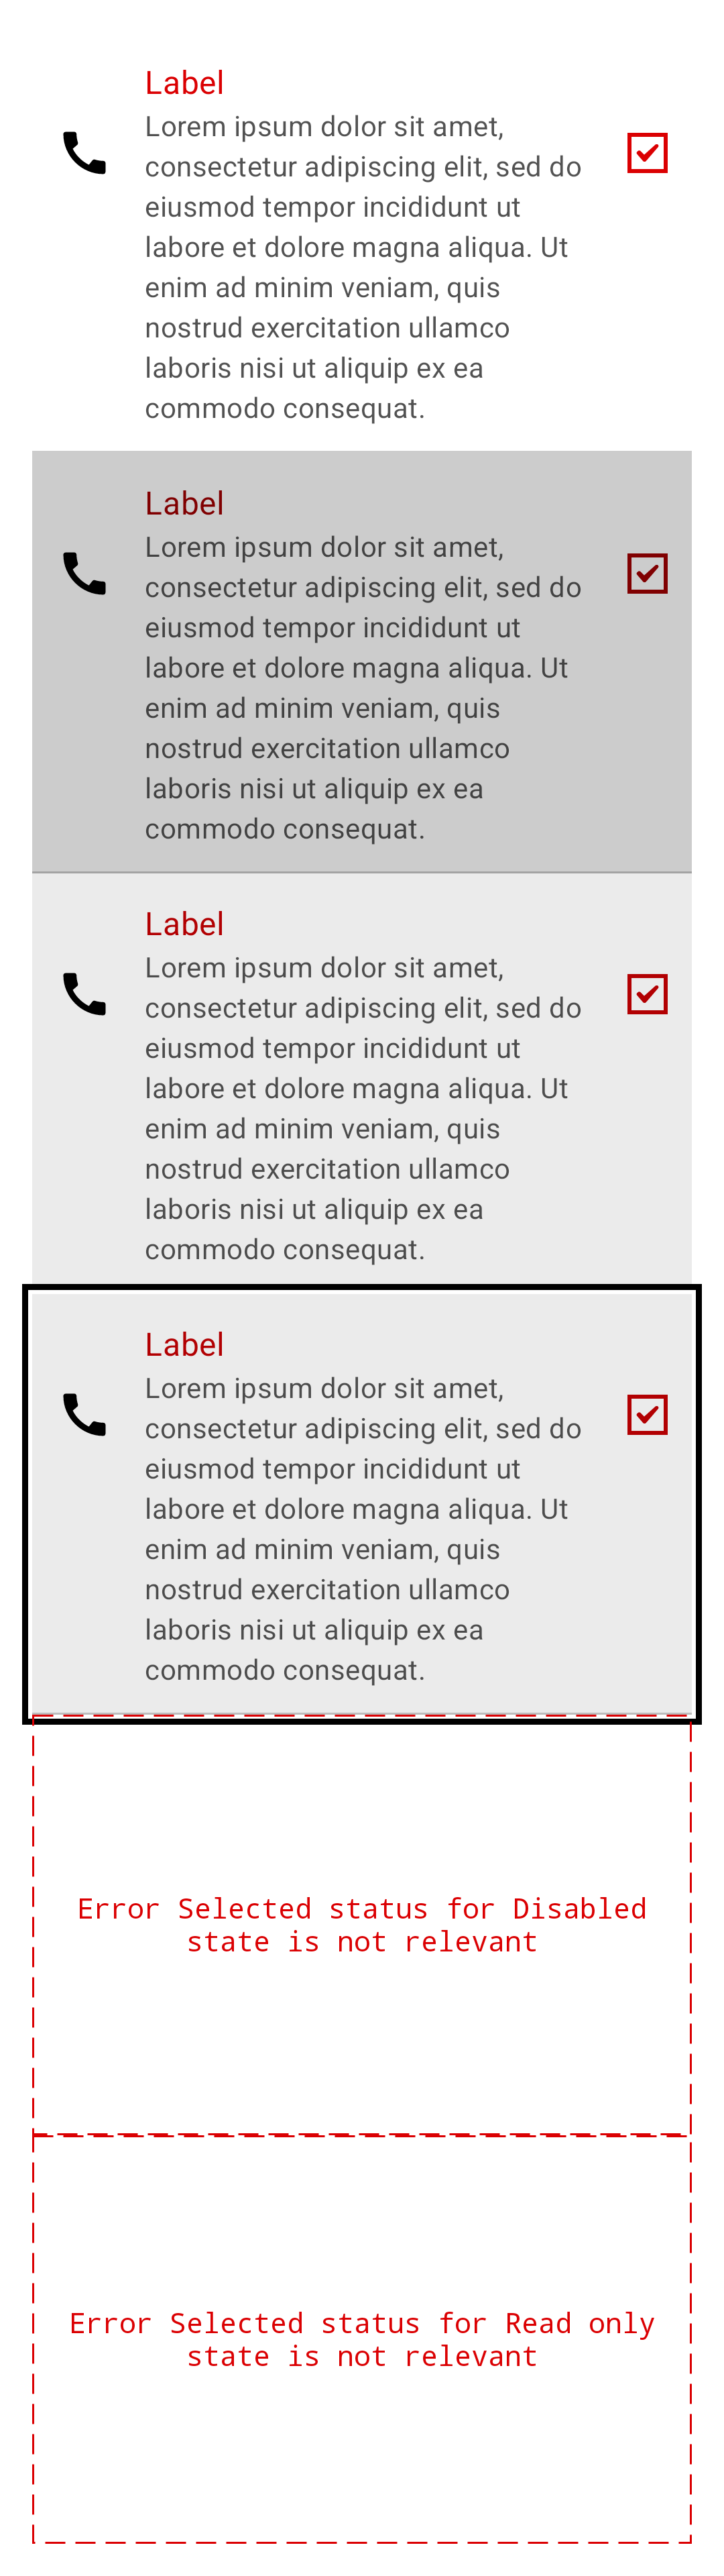 Label
Lorem ipsum dolor sit amet,
consectetur adipiscing elit, sed do
eiusmod tempor incididunt ut
labore et dolore magna aliqua. Ut
enim ad minim veniam, quis
nostrud exercitation ullamco
laboris nisi ut aliquip ex ea
commodo consequat.
Label
Lorem ipsum dolor sit amet,
consectetur adipiscing elit, sed do
eiusmod tempor incididunt ut
labore et dolore magna aliqua. Ut
enim ad minim veniam, quis
nostrud exercitation ullamco
laboris nisi ut aliquip ex ea
commodo consequat.
Label
Lorem ipsum dolor sit amet,
consectetur adipiscing elit, sed do
eiusmod tempor incididunt ut
labore et dolore magna aliqua. Ut
enim ad minim veniam, quis
nostrud exercitation ullamco
laboris nisi ut aliquip ex ea
commodo consequat.
Label
Lorem ipsum dolor sit amet,
consectetur adipiscing elit, sed do
eiusmod tempor incididunt ut
labore et dolore magna aliqua. Ut
enim ad minim veniam, quis
nostrud exercitation ullamco
laboris nisi ut aliquip ex ea
commodo consequat.
Error Selected status for Disabled
state is not relevant
Error Selected status for Read only
state is not relevant